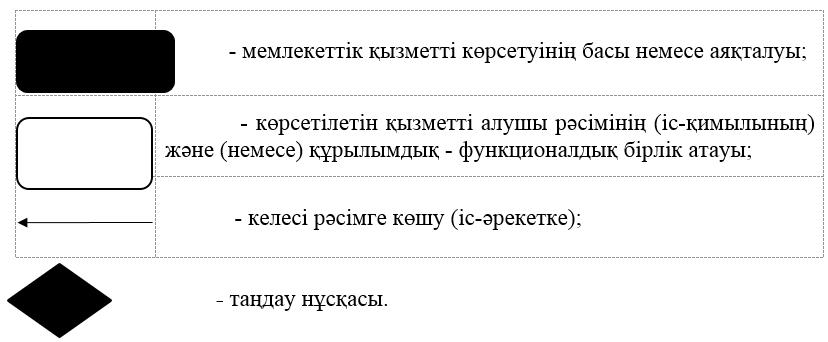 - мемлекеттік қызметті көрсетуінің басы немесе аяқталуы;
- көрсетілетін қызметті алушы рәсімінің (іс-қимылының)
және (немесе) құрылымдық - функционалдық бірлік атауы;
- келесі рәсімге көшу (іс-әрекетке);
- таңдау нұсқасы.